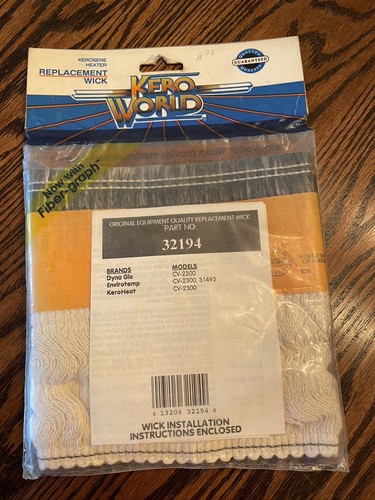 KEROSENE
HEATER
REPLACEMENT
WICK
KERO
WORLD
QUALITY
GUARANTEED
QUALITY
Now with
Fiber-graph™
ORIGINAL EQUIPMENT QUALITY REPLACEMENT WICK
PART NO:
32194
BRANDS MODELS
Dyna Glo CV-2300
Envirotemp CV-2300, 31493
KeroHeat CV-2300
0 13204 32194 9
WICK INSTALLATION
INSTRUCTIONS ENCLOSED